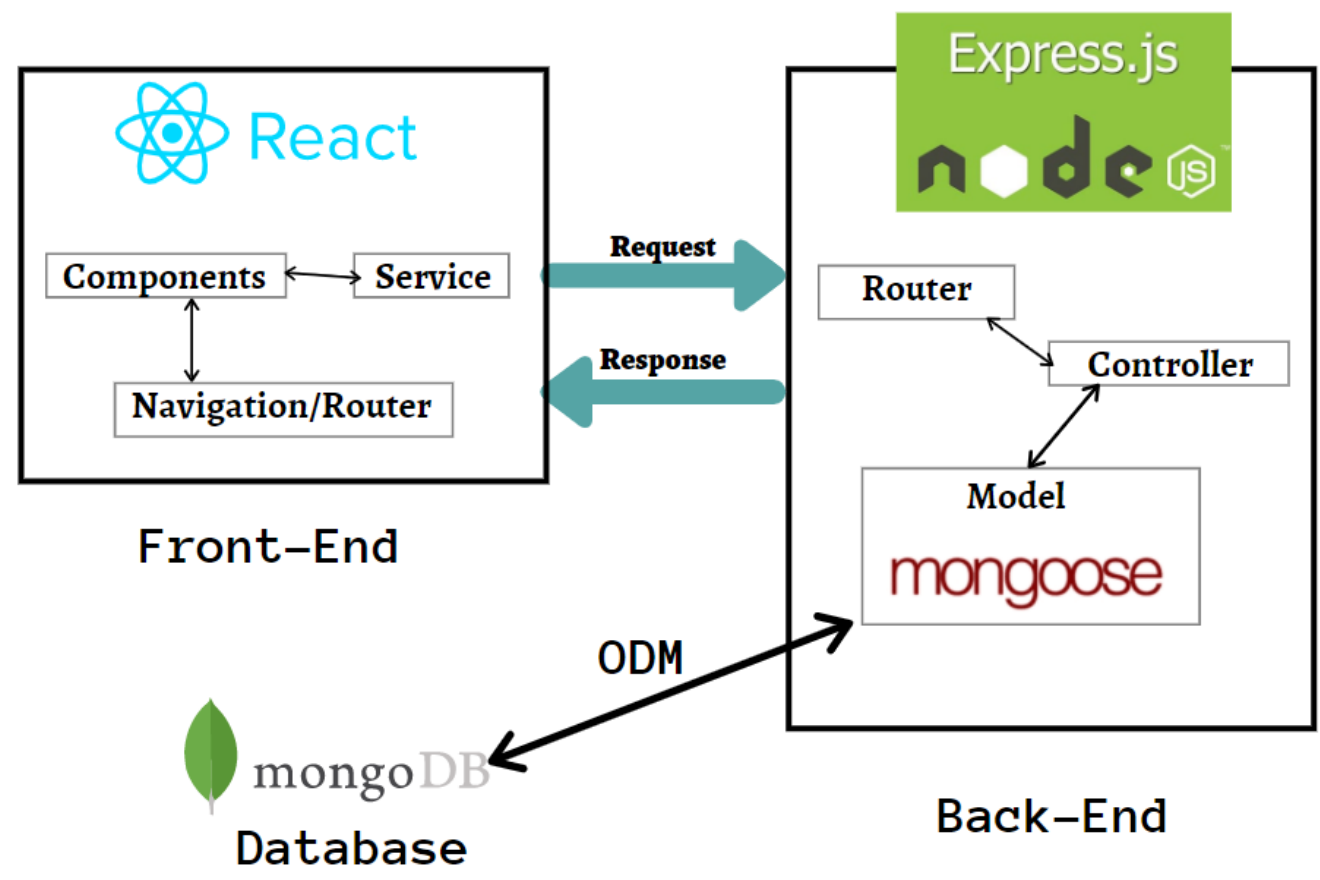 React
Components
Service
Navigation/Router
Front-End
Request
Response
Express.js
node
JS
TM
Router
Controller
Model
mongoose
Back-End
ODM
mongoDB
Database